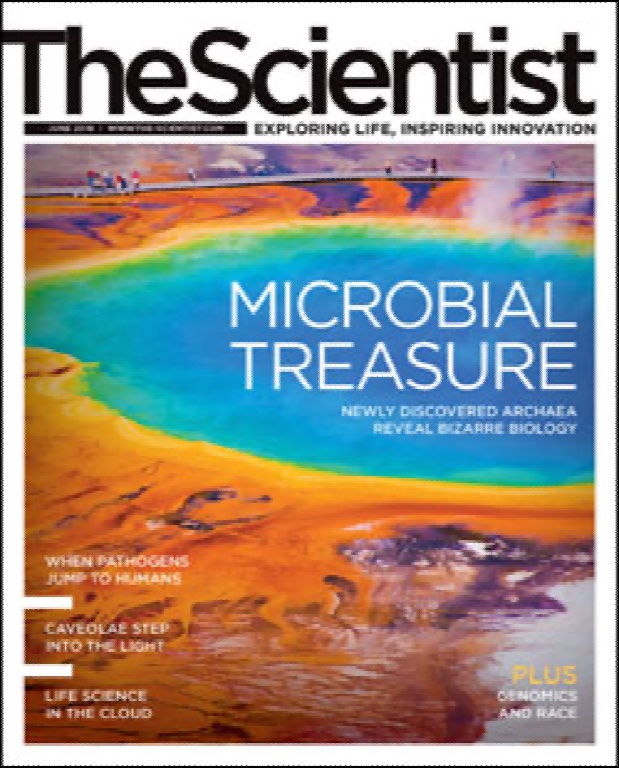 TheScientist
JUNE 2018 | WWW.THE-SCIENTIST.COM
EXPLORING LIFE, INSPIRING INNOVATION
MICROBIAL
TREASURE
NEWLY DISCOVERED ARCHAEA
REVEAL BIZARRE BIOLOGY
WHEN PATHOGENS
JUMP TO HUMANS
CAVEOLAE STEP
INTO THE LIGHT
LIFE SCIENCE
IN THE CLOUD
PLUS
GENOMICS
AND RACE